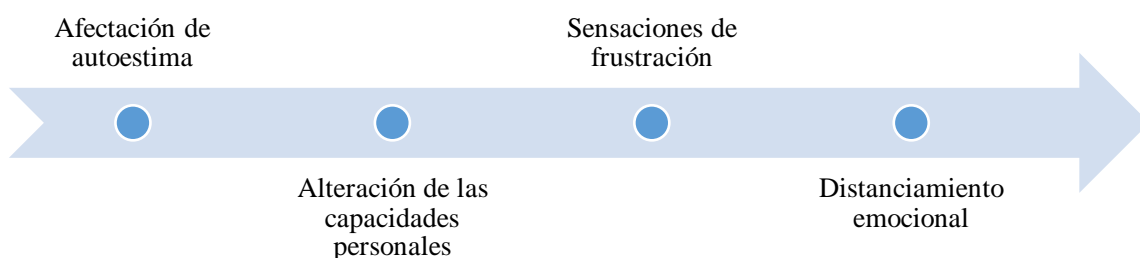 Afectación de
autoestima
Alteración de las
capacidades
personales
Sensaciones de
frustración
Distanciamiento
emocional